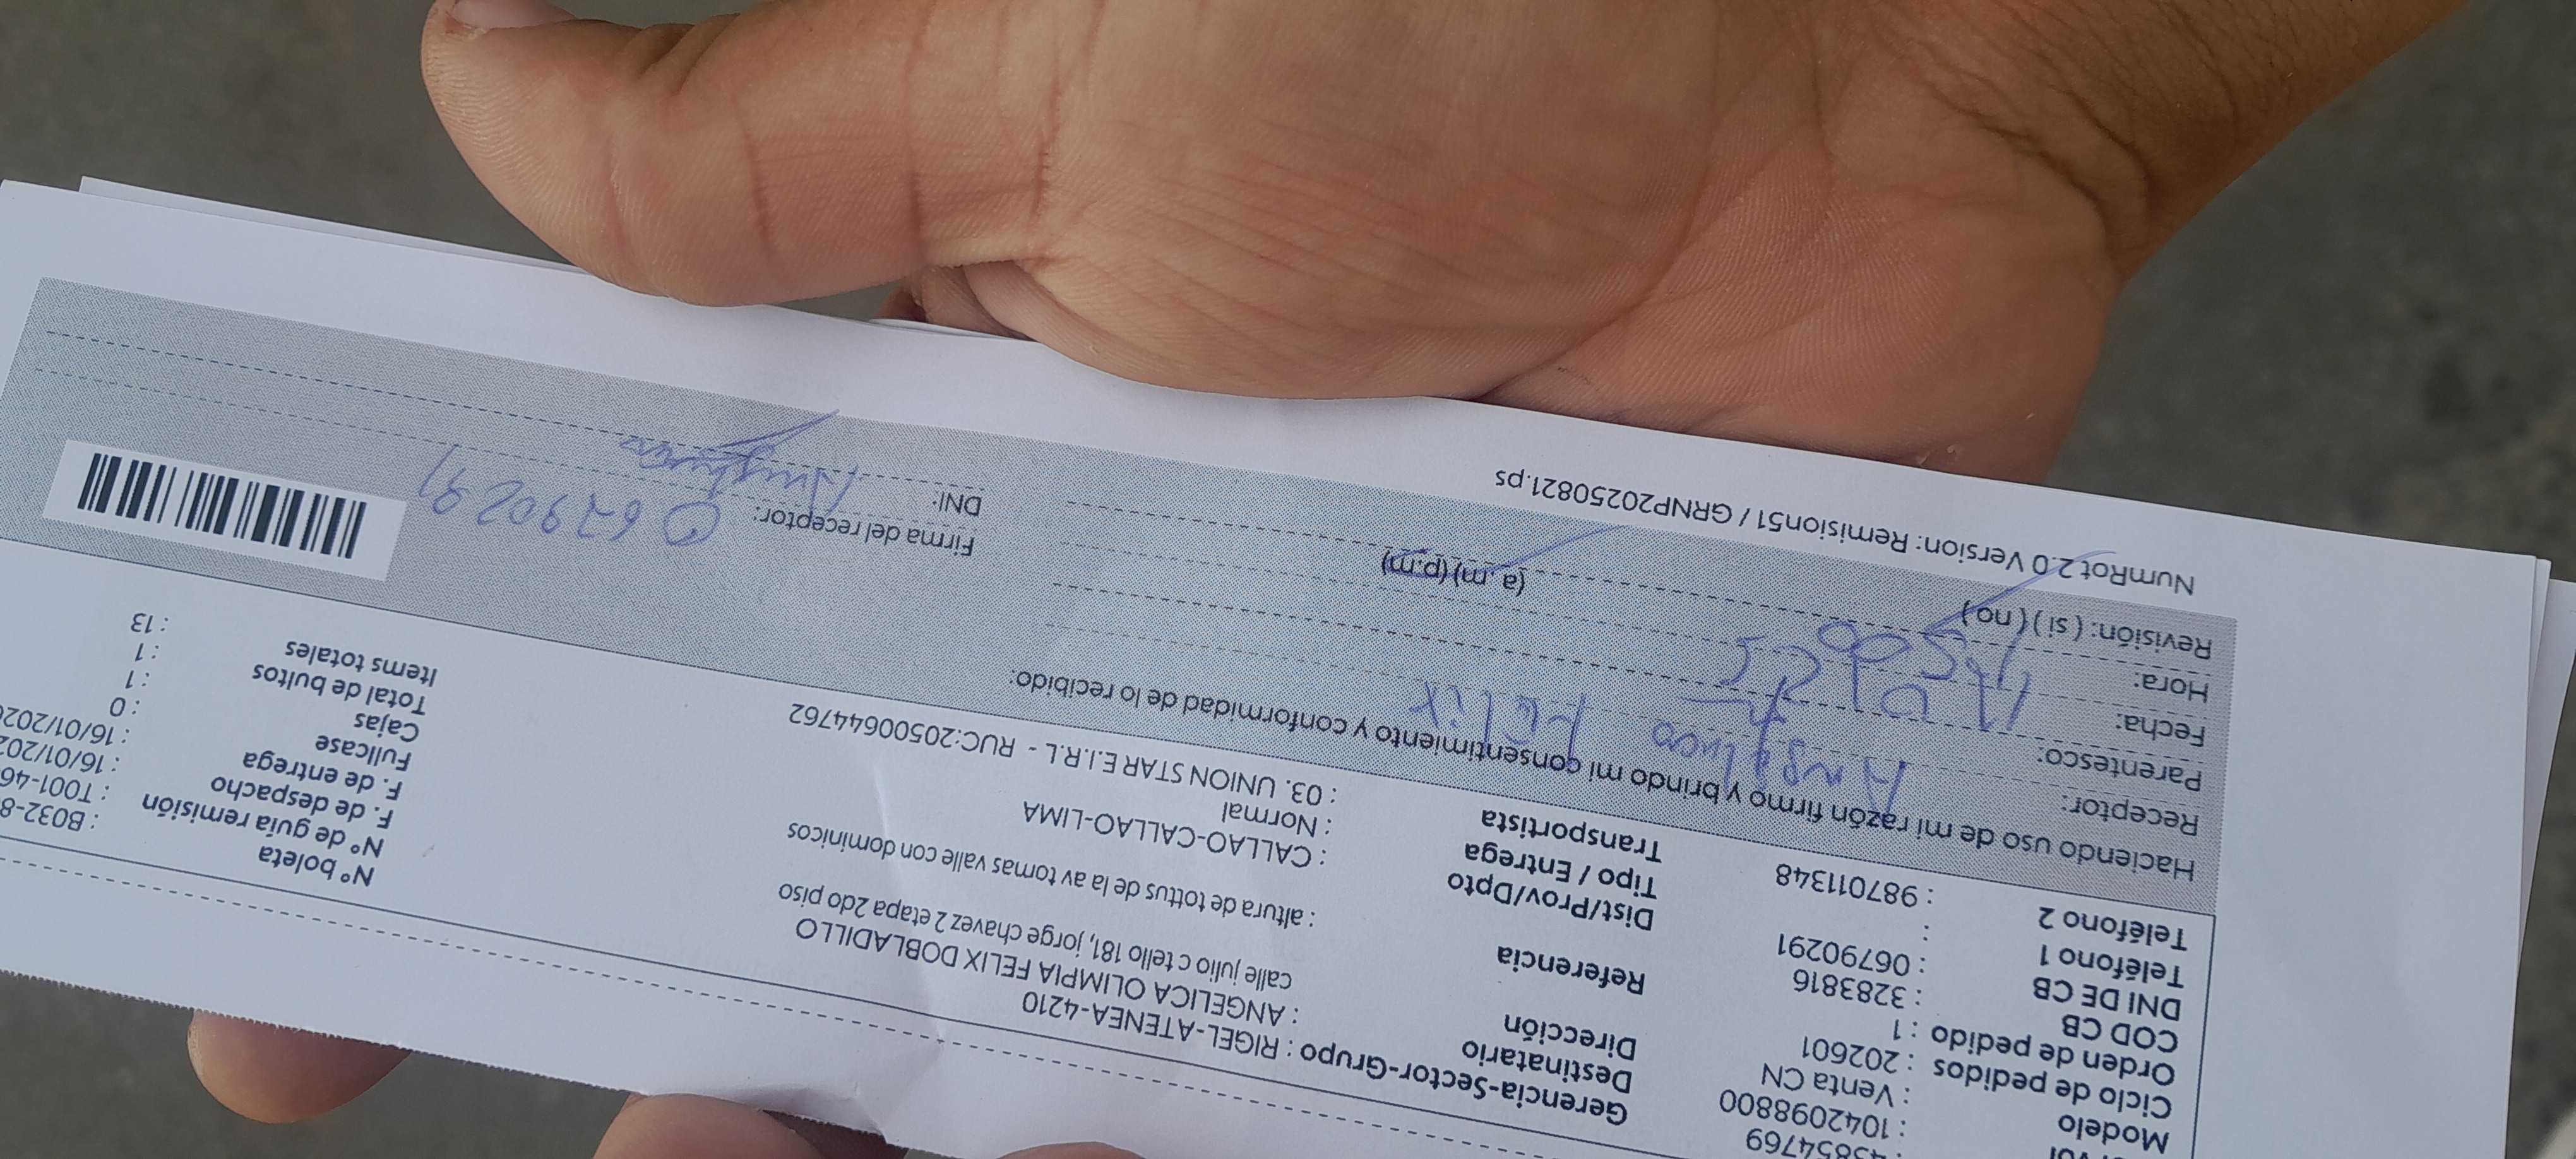 43854769
: 1042098800
Modelo : Venta CN
Ciclo de pedidos : 202601
Orden de pedido : 1
COD CB : 3283816
DNI DE CB : 06790291
Teléfono 1 :
Teléfono 2 : 987011348
Gerencia-Sector-Grupo : RIGEL-ATENEA-4210
Destinatario : ANGELICA OLIMPIA FELIX DOBLADILLO
Dirección calle julio c tello 181, jorge chavez 2 etapa 2do piso
Referencia : altura de tottus de la av tomas valle con dominicos
Dist/Prov/Dpto : CALLAO-CALLAO-LIMA
Tipo / Entrega : Normal
Transportista : 03. UNION STAR E.I.R.L - RUC:20500644762
Nº boleta : B032-8
Nº de guía remisión : T001-46
F. de despacho : 16/01/202
F. de entrega : 16/01/202
Fullcase : 0
Cajas : 1
Total de bultos : 1
Items totales : 13
Haciendo uso de mi razón firmo y brindo mi consentimiento y conformidad de lo recibido:
Receptor: Félix
Parentesco:
Fecha:
Hora: (a .m) (p.m)
Revisión: ( si ) ( no )
Firma del receptor: 06790291
DNI:
NumRot 2.0 Version: Remision51 / GRNP20250821.ps